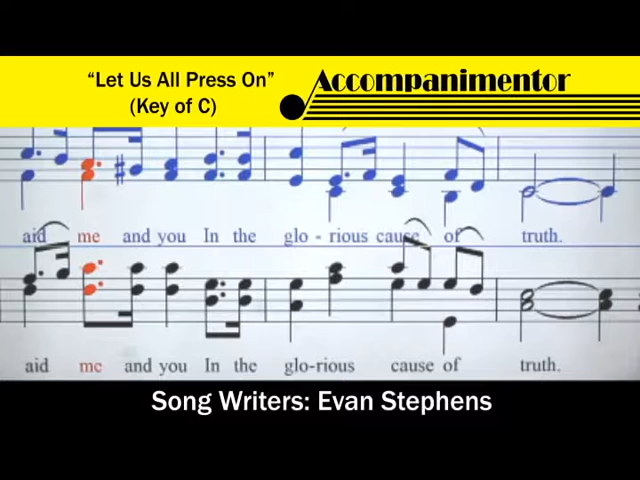 “Let Us All Press On”
(Key of C)
Accompanimentor
aid me and you In the glo - rious cause of truth.
aid me and you In the glo-rious cause of truth.
Song Writers: Evan Stephens